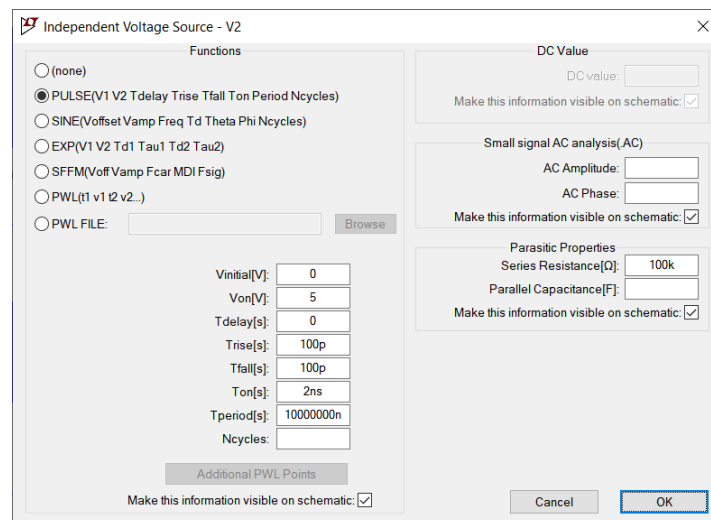 Independent Voltage Source - V2
Functions
(none)
PULSE(V1 V2 Tdelay Trise Tfall Ton Period Ncycles)
SINE(Voffset Vamp Freq Td Theta Phi Ncycles)
EXP(V1 V2 Td1 Tau1 Td2 Tau2)
SFFM(Voff Vamp Fcar MDI Fsig)
PWL(t1 v1 t2 v2...)
PWL FILE: Browse
Vinitial[V]: 0
Von[V]: 5
Tdelay[s]: 0
Trise[s]: 100p
Tfall[s]: 100p
Ton[s]: 2ns
Tperiod[s]: 10000000n
Ncycles:
Additional PWL Points
Make this information visible on schematic:
DC Value
DC value:
Make this information visible on schematic:
Small signal AC analysis(.AC)
AC Amplitude:
AC Phase:
Make this information visible on schematic:
Parasitic Properties
Series Resistance[Ω]: 100k
Parallel Capacitance[F]:
Make this information visible on schematic:
Cancel OK